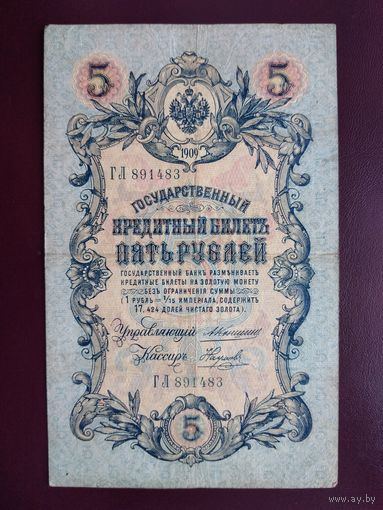 5 5
1909
ГЛ 891483
ГОСУДАРСТВЕННЫЙ
КРЕДИТНЫЙ БИЛЕТЪ
ПЯТЬ РУБЛЕЙ
ГОСУДАРСТВЕННЫЙ БАНКЪ РАЗМѢНИВАЕТЪ
КРЕДИТНЫЕ БИЛЕТЫ НА ЗОЛОТУЮ МОНЕТУ
БЕЗЪ ОГРАНИЧЕНІЯ СУММЫ
(1 РУБЛЬ = 1/15 ИМПЕРІАЛА, СОДЕРЖИТЪ
17,424 ДОЛЕЙ ЧИСТАГО ЗОЛОТА).
Управляющій
Кассиръ
ГЛ 891483
5
www.ay.by